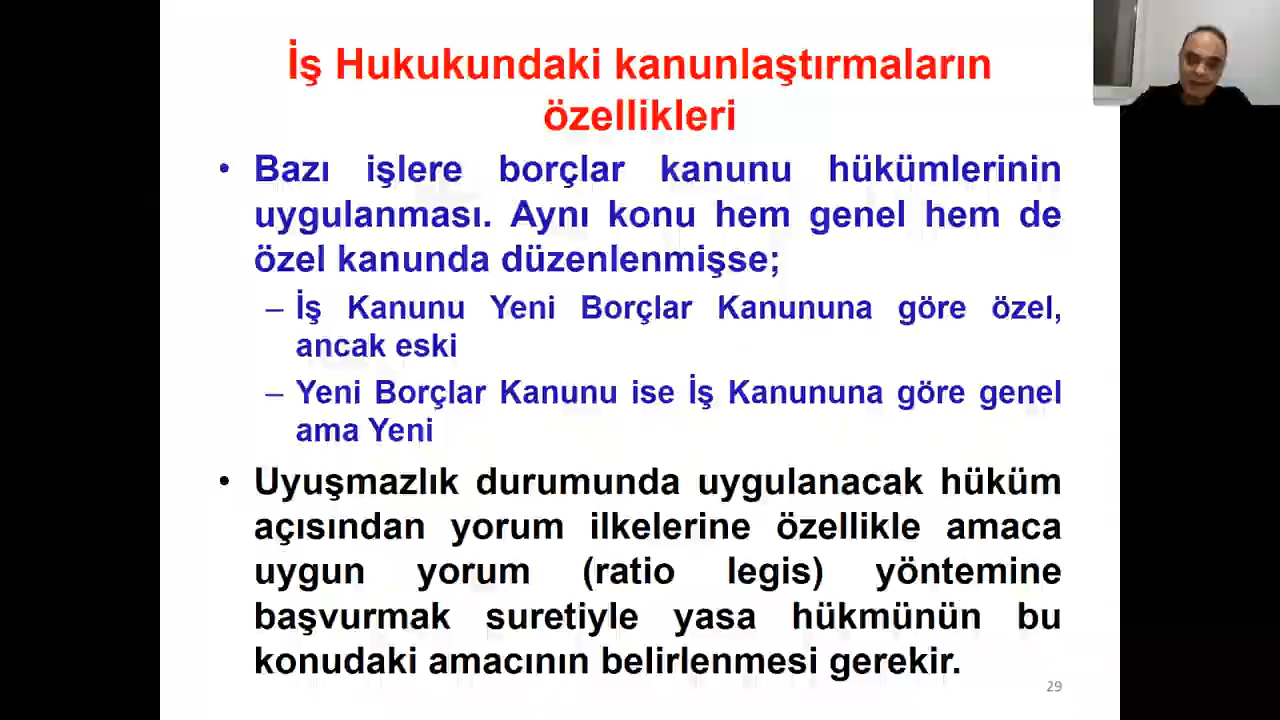 İş Hukukundaki kanunlaştırmaların
özellikleri
• Bazı işlere borçlar kanunu hükümlerinin
uygulanması. Aynı konu hem genel hem de
özel kanunda düzenlenmişse;
– İş Kanunu Yeni Borçlar Kanununa göre özel,
ancak eski
– Yeni Borçlar Kanunu ise İş Kanununa göre genel
ama Yeni
• Uyuşmazlık durumunda uygulanacak hüküm
açısından yorum ilkelerine özellikle amaca
uygun yorum (ratio legis) yöntemine
başvurmak suretiyle yasa hükmünün bu
konudaki amacının belirlenmesi gerekir.
29